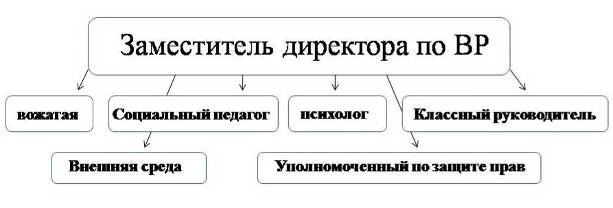 Заместитель директора по ВР
вожатая
Социальный педагог
психолог
Классный руководитель
Внешняя среда
Уполномоченный по защите прав